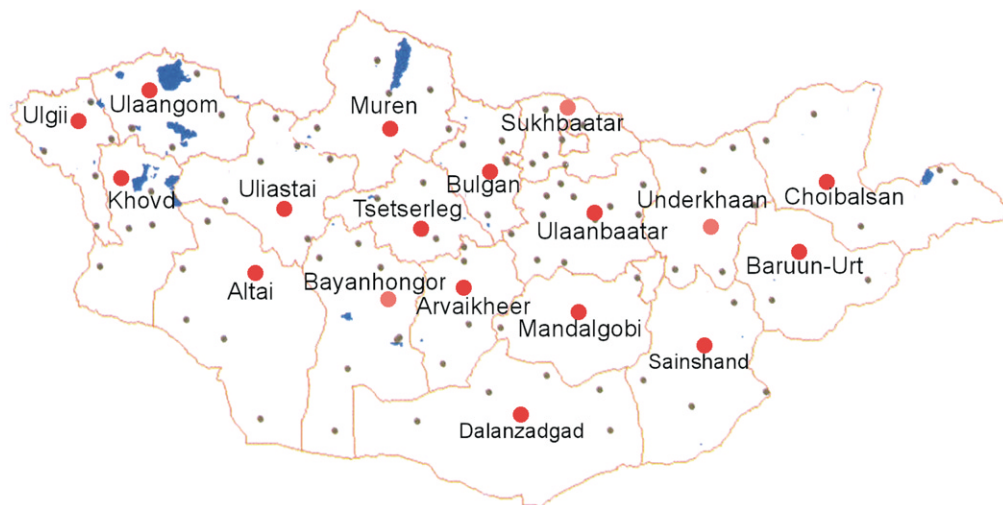 Ulaangom
Ulgii
Muren
Sukhbaatar
Khovd
Uliastai
Bulgan
Tsetserleg
Underkhaan
Choibalsan
Ulaanbaatar
Altai
Bayanhongor
Arvaikheer
Baruun-Urt
Mandalgobi
Sainshand
Dalanzadgad